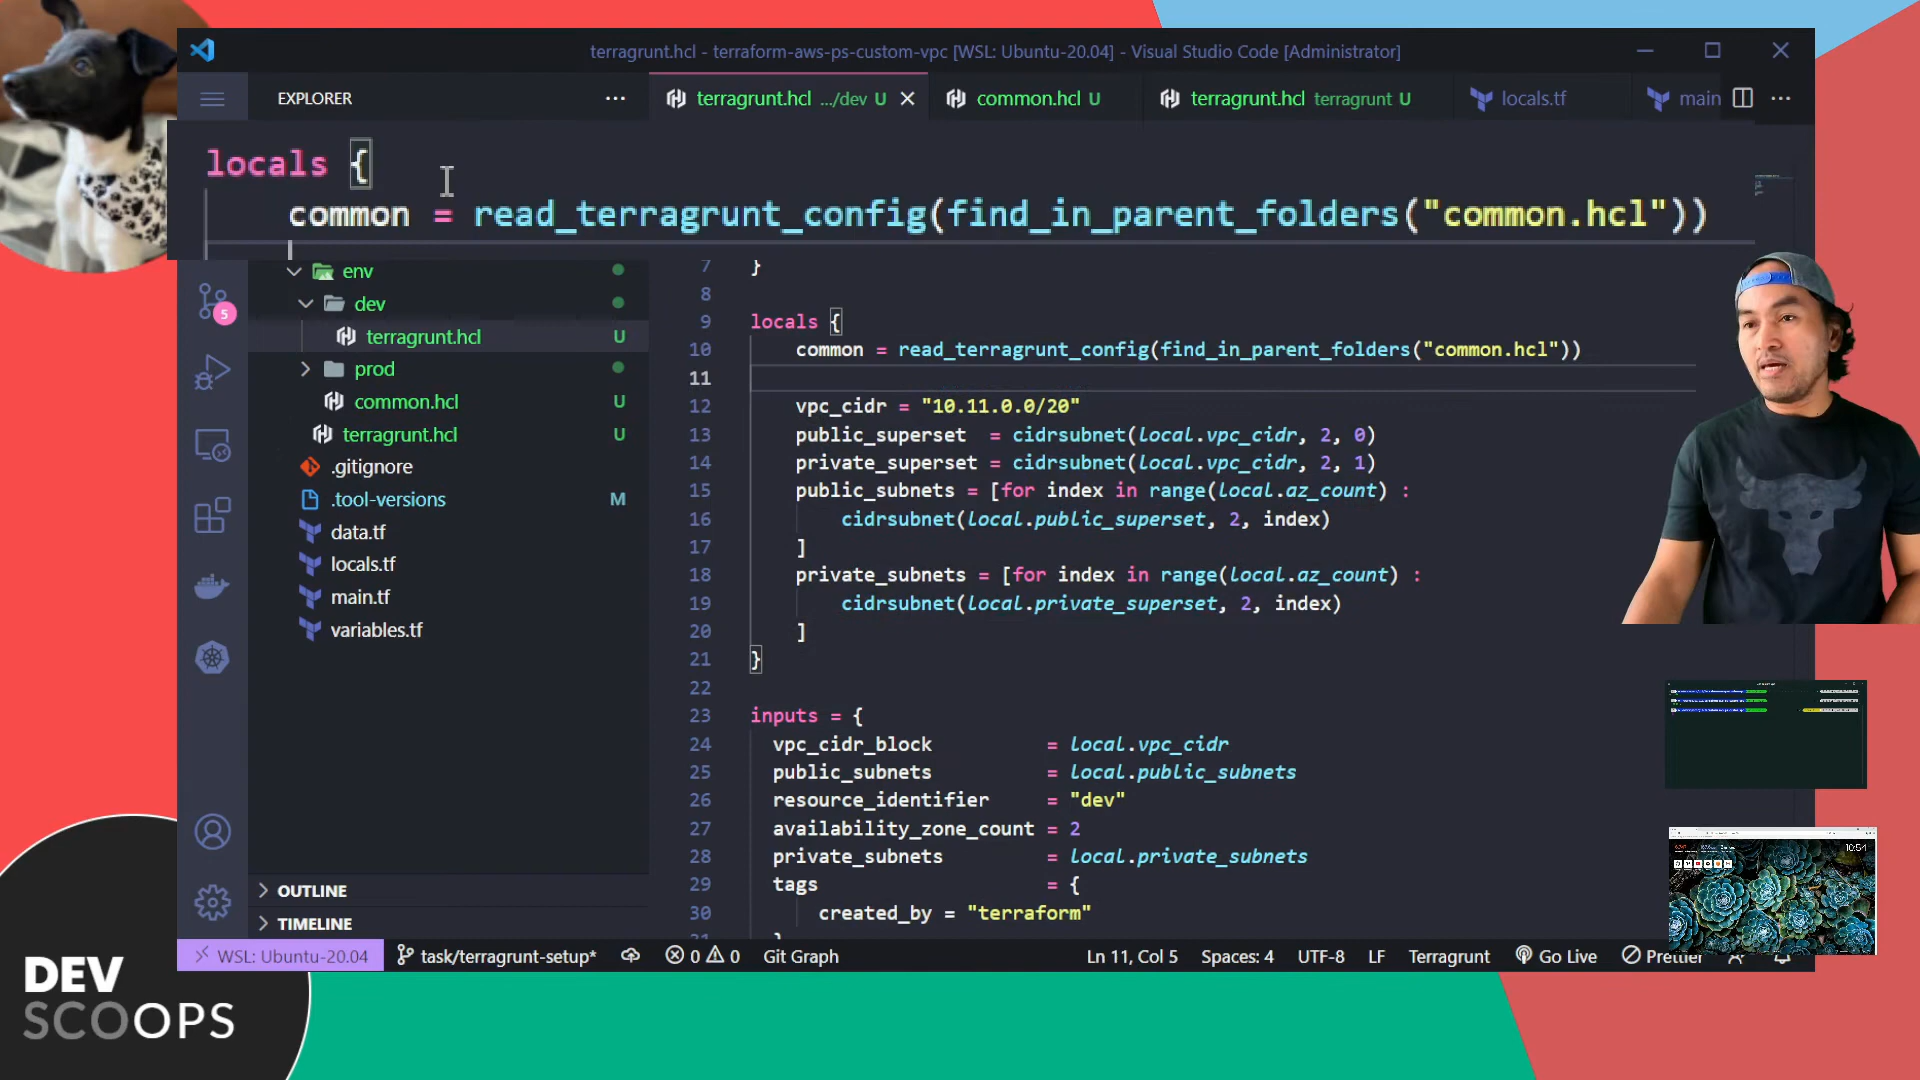 terragrunt.hcl - terraform-aws-ps-custom-vpc [WSL: Ubuntu-20.04] - Visual Studio Code [Administrator]
EXPLORER
terragrunt.hcl .../dev U
common.hcl U
terragrunt.hcl terragrunt U
locals.tf
main
locals {
common = read_terragrunt_config(find_in_parent_folders("common.hcl"))
env
dev
terragrunt.hcl U
prod
common.hcl U
terragrunt.hcl U
.gitignore
.tool-versions M
data.tf
locals.tf
main.tf
variables.tf
OUTLINE
TIMELINE
5
7 }
8
9 locals {
10 common = read_terragrunt_config(find_in_parent_folders("common.hcl"))
11
12 vpc_cidr = "10.11.0.0/20"
13 public_superset = cidrsubnet(local.vpc_cidr, 2, 0)
14 private_superset = cidrsubnet(local.vpc_cidr, 2, 1)
15 public_subnets = [for index in range(local.az_count) :
16 cidrsubnet(local.public_superset, 2, index)
17 ]
18 private_subnets = [for index in range(local.az_count) :
19 cidrsubnet(local.private_superset, 2, index)
20 ]
21 }
22
23 inputs = {
24 vpc_cidr_block = local.vpc_cidr
25 public_subnets = local.public_subnets
26 resource_identifier = "dev"
27 availability_zone_count = 2
28 private_subnets = local.private_subnets
29 tags = {
30 created_by = "terraform"
10:54
WSL: Ubuntu-20.04 task/terragrunt-setup* 0 0 Git Graph Ln 11, Col 5 Spaces: 4 UTF-8 LF Terragrunt Go Live Prettier
DEV
SCOOPS